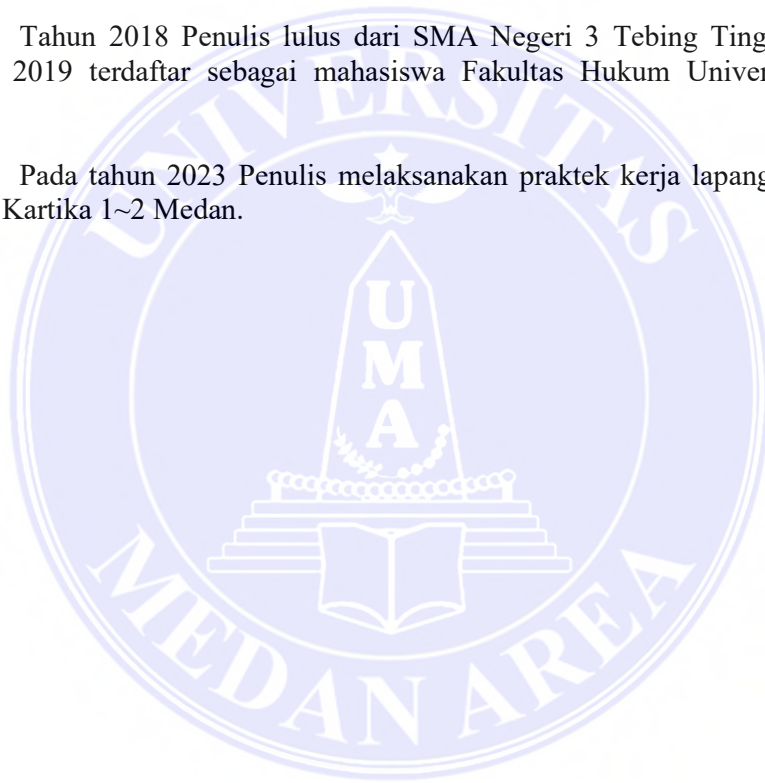 Tahun 2018 Penulis lulus dari SMA Negeri 3 Tebing Ting
2019 terdaftar sebagai mahasiswa Fakultas Hukum Univer
Pada tahun 2023 Penulis melaksanakan praktek kerja lapang
Kartika 1~2 Medan.
UNIVERSITAS
UMA
MEDAN AREA